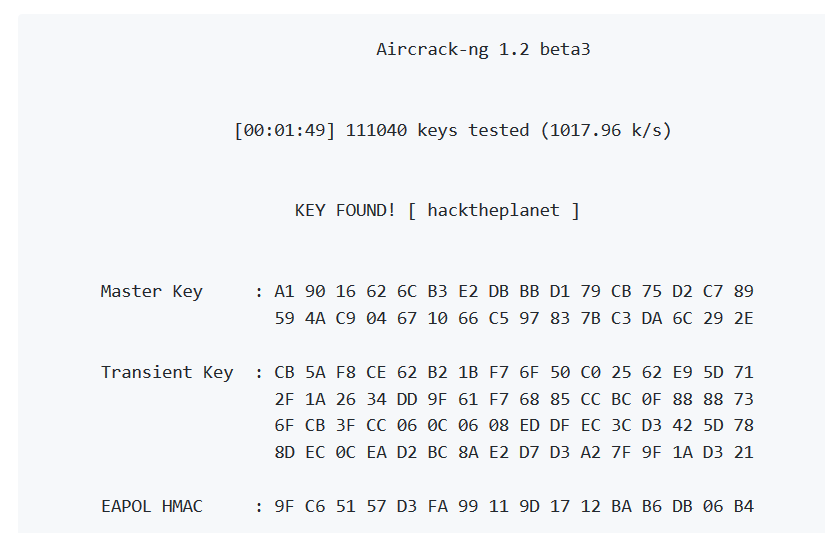 Aircrack-ng 1.2 beta3
[00:01:49] 111040 keys tested (1017.96 k/s)
KEY FOUND! [ hacktheplanet ]
Master Key     : A1 90 16 62 6C B3 E2 DB BB D1 79 CB 75 D2 C7 89
59 4A C9 04 67 10 66 C5 97 83 7B C3 DA 6C 29 2E
Transient Key  : CB 5A F8 CE 62 B2 1B F7 6F 50 C0 25 62 E9 5D 71
2F 1A 26 34 DD 9F 61 F7 68 85 CC BC 0F 88 88 73
6F CB 3F CC 06 0C 06 08 ED DF EC 3C D3 42 5D 78
8D EC 0C EA D2 BC 8A E2 D7 D3 A2 7F 9F 1A D3 21
EAPOL HMAC     : 9F C6 51 57 D3 FA 99 11 9D 17 12 BA B6 DB 06 B4